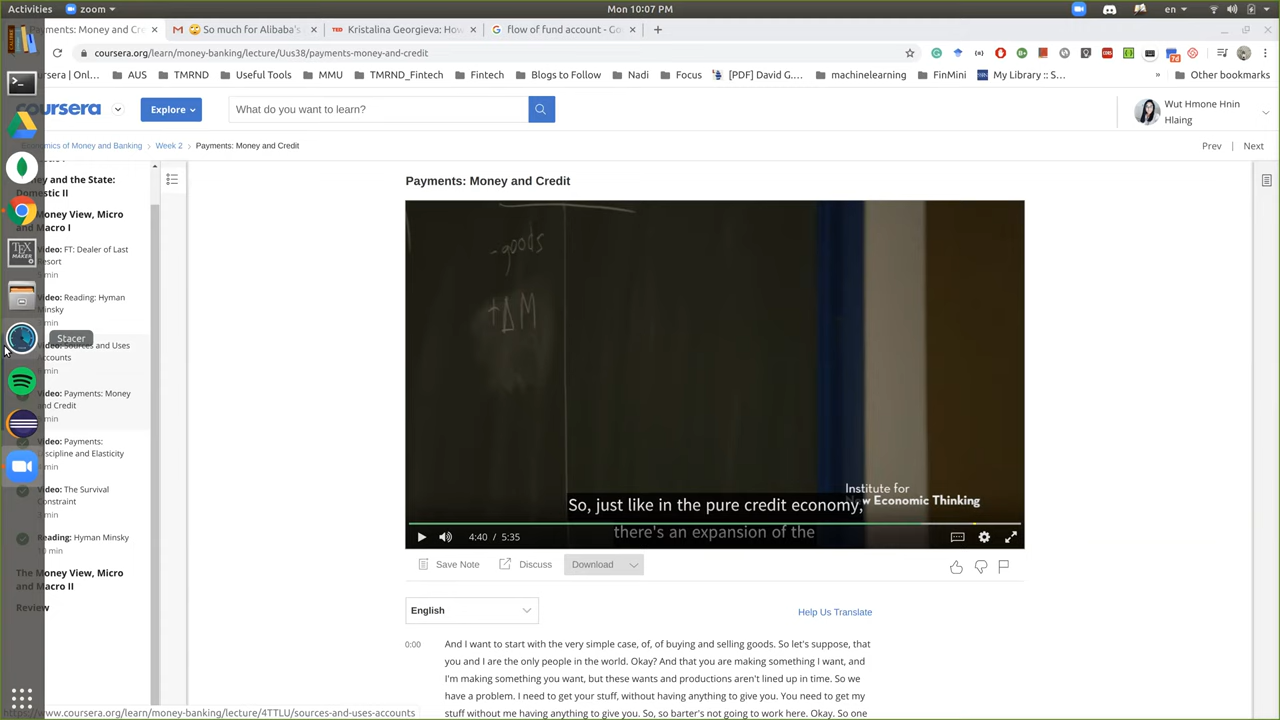 Activities
zoom
Mon 10:07 PM
en
Payments: Money and Cre
So much for Alibaba's
Kristalina Georgieva: How
flow of fund account - Go
coursera.org/learn/money-banking/lecture/Uus38/payments-money-and-credit
sera | Onl...
AUS
TMRND
Useful Tools
MMU
TMRND_Fintech
Fintech
Blogs to Follow
Nadi
Focus
[PDF] David G....
machinelearning
FinMini
My Library :: S...
»
Other bookmarks
coursera
Explore
What do you want to learn?
Wut Hmone Hnin
Hlaing
Economics of Money and Banking > Week 2 > Payments: Money and Credit
Prev | Next
ney and the State:
Domestic II
Money View, Micro
and Macro I
Video: FT: Dealer of Last
Resort
min
Video: Reading: Hyman
Minsky
min
Stacer
Video: Sources and Uses
Accounts
min
Video: Payments: Money
and Credit
min
Video: Payments:
Discipline and Elasticity
min
Video: The Survival
Constraint
min
Reading: Hyman Minsky
10 min
The Money View, Micro
and Macro II
Review
Payments: Money and Credit
-goods
+ΔM
Institute for
New Economic Thinking
So, just like in the pure credit economy,
there's an expansion of the
4:40 / 5:35
Save Note
Discuss
Download
English
Help Us Translate
0:00
And I want to start with the very simple case, of, of buying and selling goods. So let's suppose, that
you and I are the only people in the world. Okay? And that you are making something I want, and
I'm making something you want, but these wants and productions aren't lined up in time. So we
have a problem. I need to get your stuff, without having anything to give you. You need to get my
stuff without me having anything to give you. So, so barter's not going to work here. Okay. So one
https://www.coursera.org/learn/money-banking/lecture/4TTLU/sources-and-uses-accounts